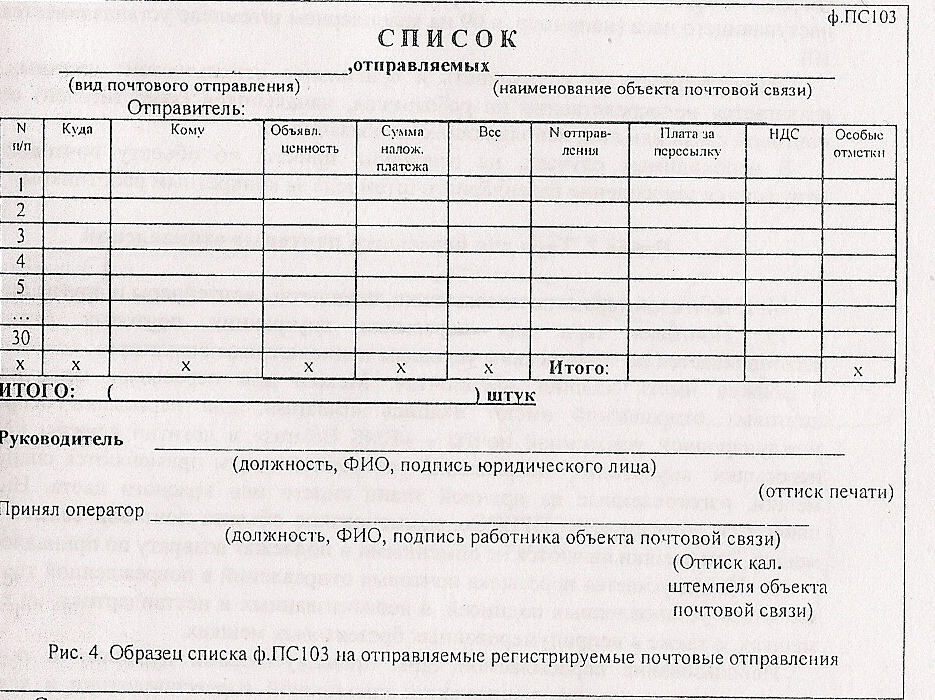 ф.ПС103
СПИСОК
,отправляемых
(вид почтового отправления) (наименование объекта почтовой связи)
Отправитель:
N п/п Куда Кому Объявл. ценность Сумма налож. платежа Вес N отправ- ления Плата за пересылку НДС Особые отметки
1
2
3
4
5
...
30
х х х х х х Итого: х
ИТОГО: ( ) штук
Руководитель
(должность, ФИО, подпись юридического лица)
(оттиск печати)
Принял оператор
(должность, ФИО, подпись работника объекта почтовой связи)
(Оттиск кал.
штемпеля объекта
почтовой связи)
Рис. 4. Образец списка ф.ПС103 на отправляемые регистрируемые почтовые отправления